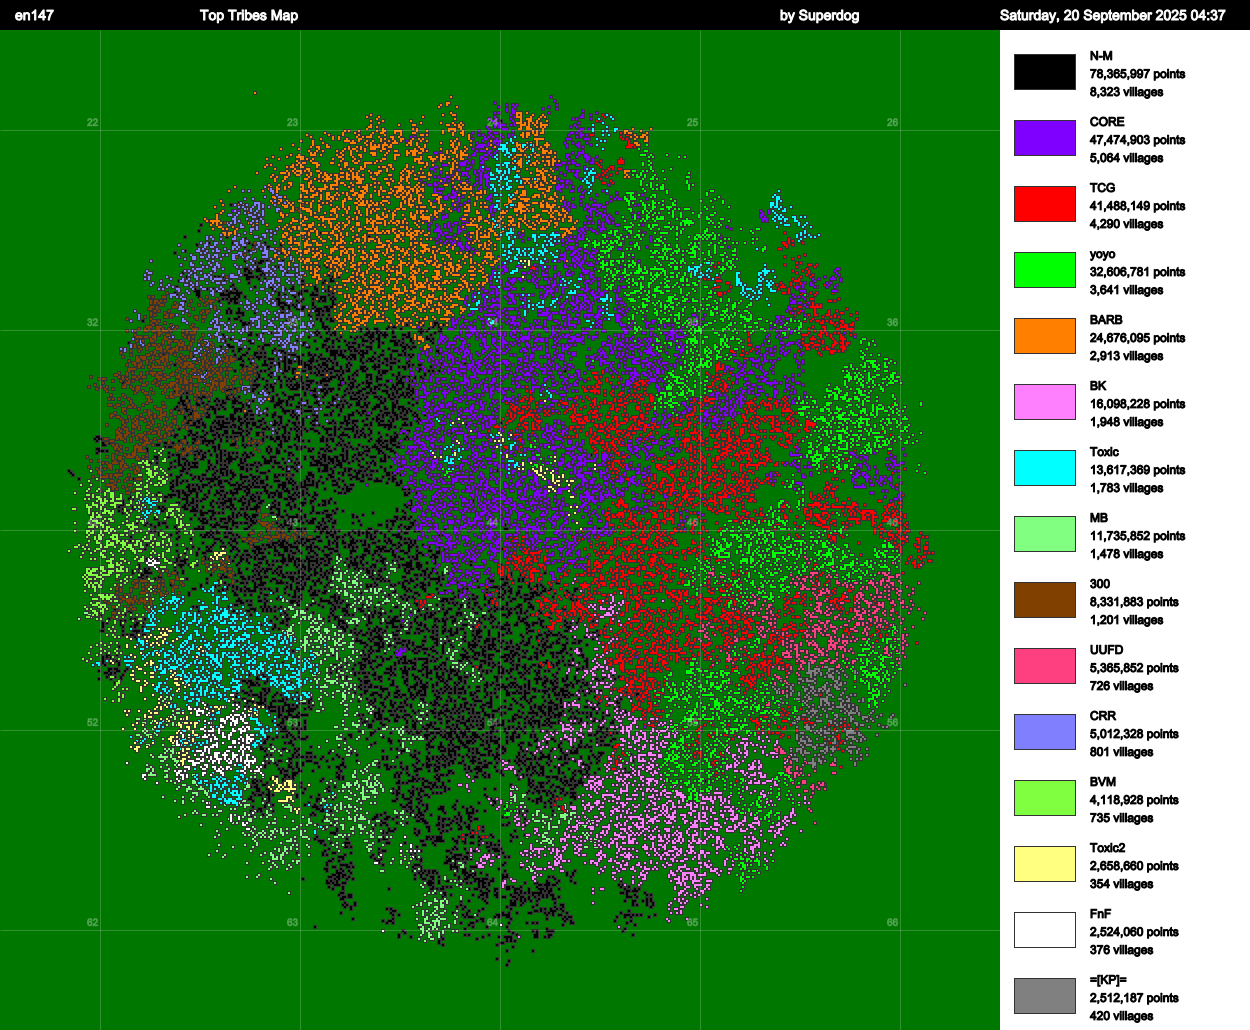 en147 Top Tribes Map by Superdog Saturday, 20 September 2025 04:37
N-M
78,365,997 points
8,323 villages
CORE
47,474,903 points
5,064 villages
TCG
41,488,149 points
4,290 villages
yoyo
32,606,781 points
3,641 villages
BARB
24,676,095 points
2,913 villages
BK
16,098,228 points
1,948 villages
Toxic
13,617,369 points
1,783 villages
MB
11,735,852 points
1,478 villages
300
8,331,883 points
1,201 villages
UUFD
5,365,852 points
726 villages
CRR
5,012,328 points
801 villages
BVM
4,118,928 points
735 villages
Toxic2
2,658,660 points
354 villages
FnF
2,524,060 points
376 villages
=[KP]=
2,512,187 points
420 villages
22 23 24 25 26
32 36
43 44 45
52 53 55 56
62 63 64 65 66